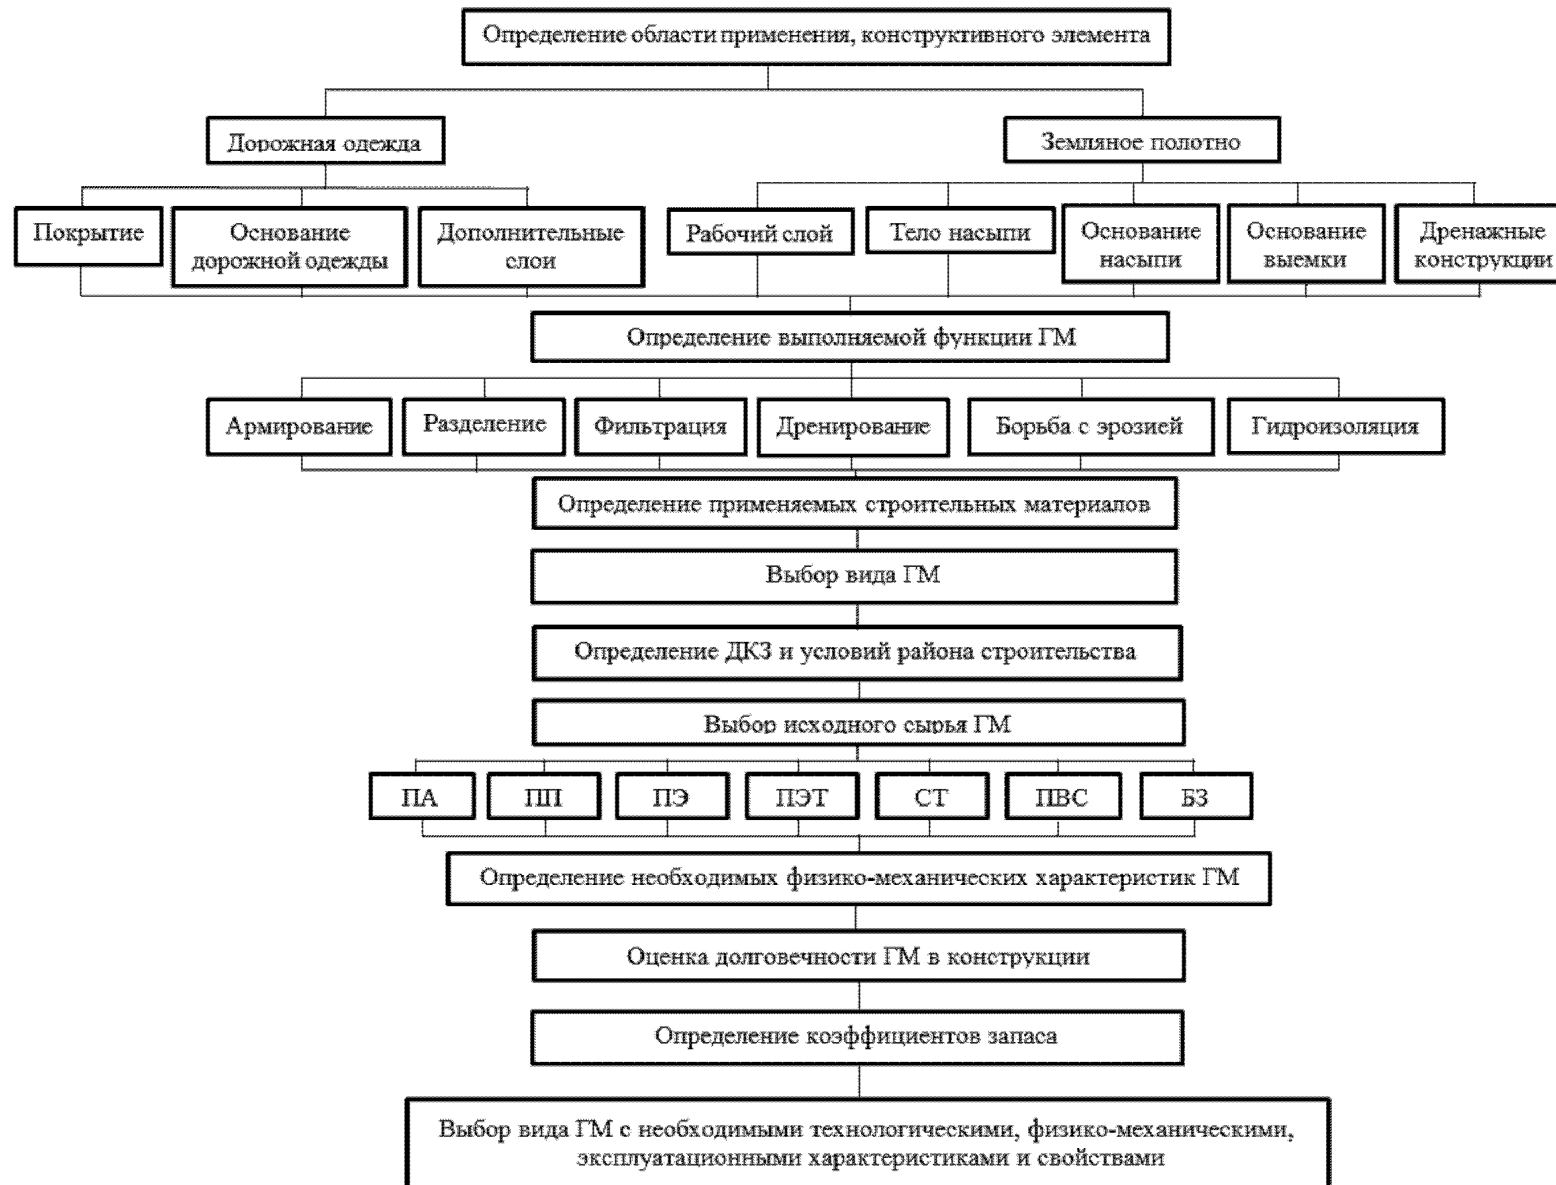 Определение области применения, конструктивного элемента
Дорожная одежда
Земляное полотно
Покрытие
Основание
дорожной одежды
Дополнительные
слои
Рабочий слой
Тело насыпи
Основание
насыпи
Основание
выемки
Дренажные
конструкции
Определение выполняемой функции ГМ
Армирование
Разделение
Фильтрация
Дренирование
Борьба с эрозией
Гидроизоляция
Определение применяемых строительных материалов
Выбор вида ГМ
Определение ДКЗ и условий района строительства
Выбор исходного сырья ГМ
ПА
ПП
ПЭ
ПЭТ
СТ
ПВС
БЗ
Определение необходимых физико-механических характеристик ГМ
Оценка долговечности ГМ в конструкции
Определение коэффициентов запаса
Выбор вида ГМ с необходимыми технологическими, физико-механическими,
эксплуатационными характеристиками и свойствами